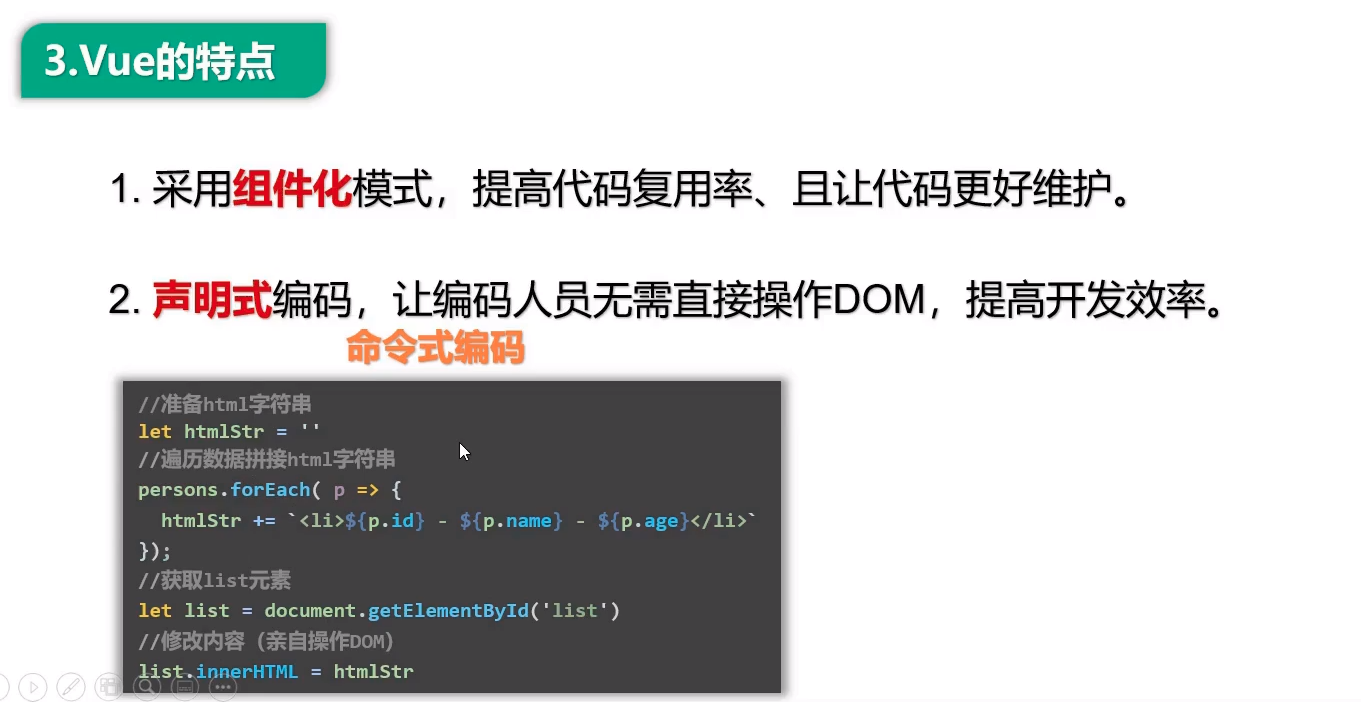 3.Vue的特点
1. 采用组件化模式，提高代码复用率、且让代码更好维护。
2. 声明式编码，让编码人员无需直接操作DOM，提高开发效率。
命令式编码
//准备html字符串
let htmlStr = ''
//遍历数据拼接html字符串
persons.forEach( p => {
  htmlStr += `<li>${p.id} - ${p.name} - ${p.age}</li>`
});
//获取list元素
let list = document.getElementById('list')
//修改内容（亲自操作DOM）
list.innerHTML = htmlStr